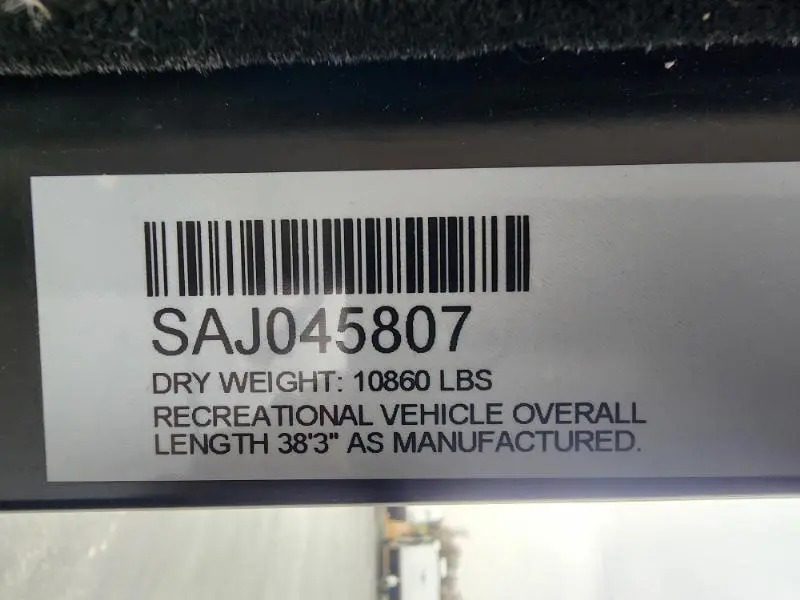 SAJ045807
DRY WEIGHT: 10860 LBS
RECREATIONAL VEHICLE OVERALL
LENGTH 38'3" AS MANUFACTURED.